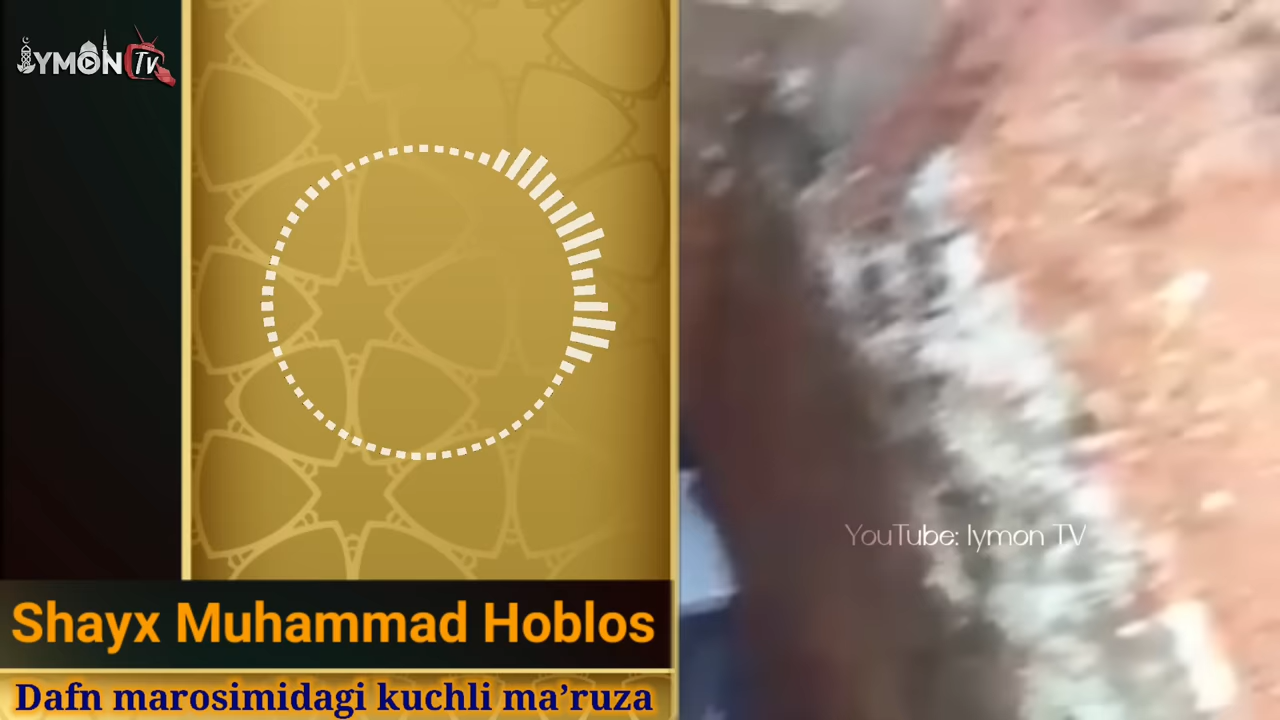 IYMON TV
YouTube: Iymon TV
Shayx Muhammad Hoblos
Dafn marosimidagi kuchli ma’ruza